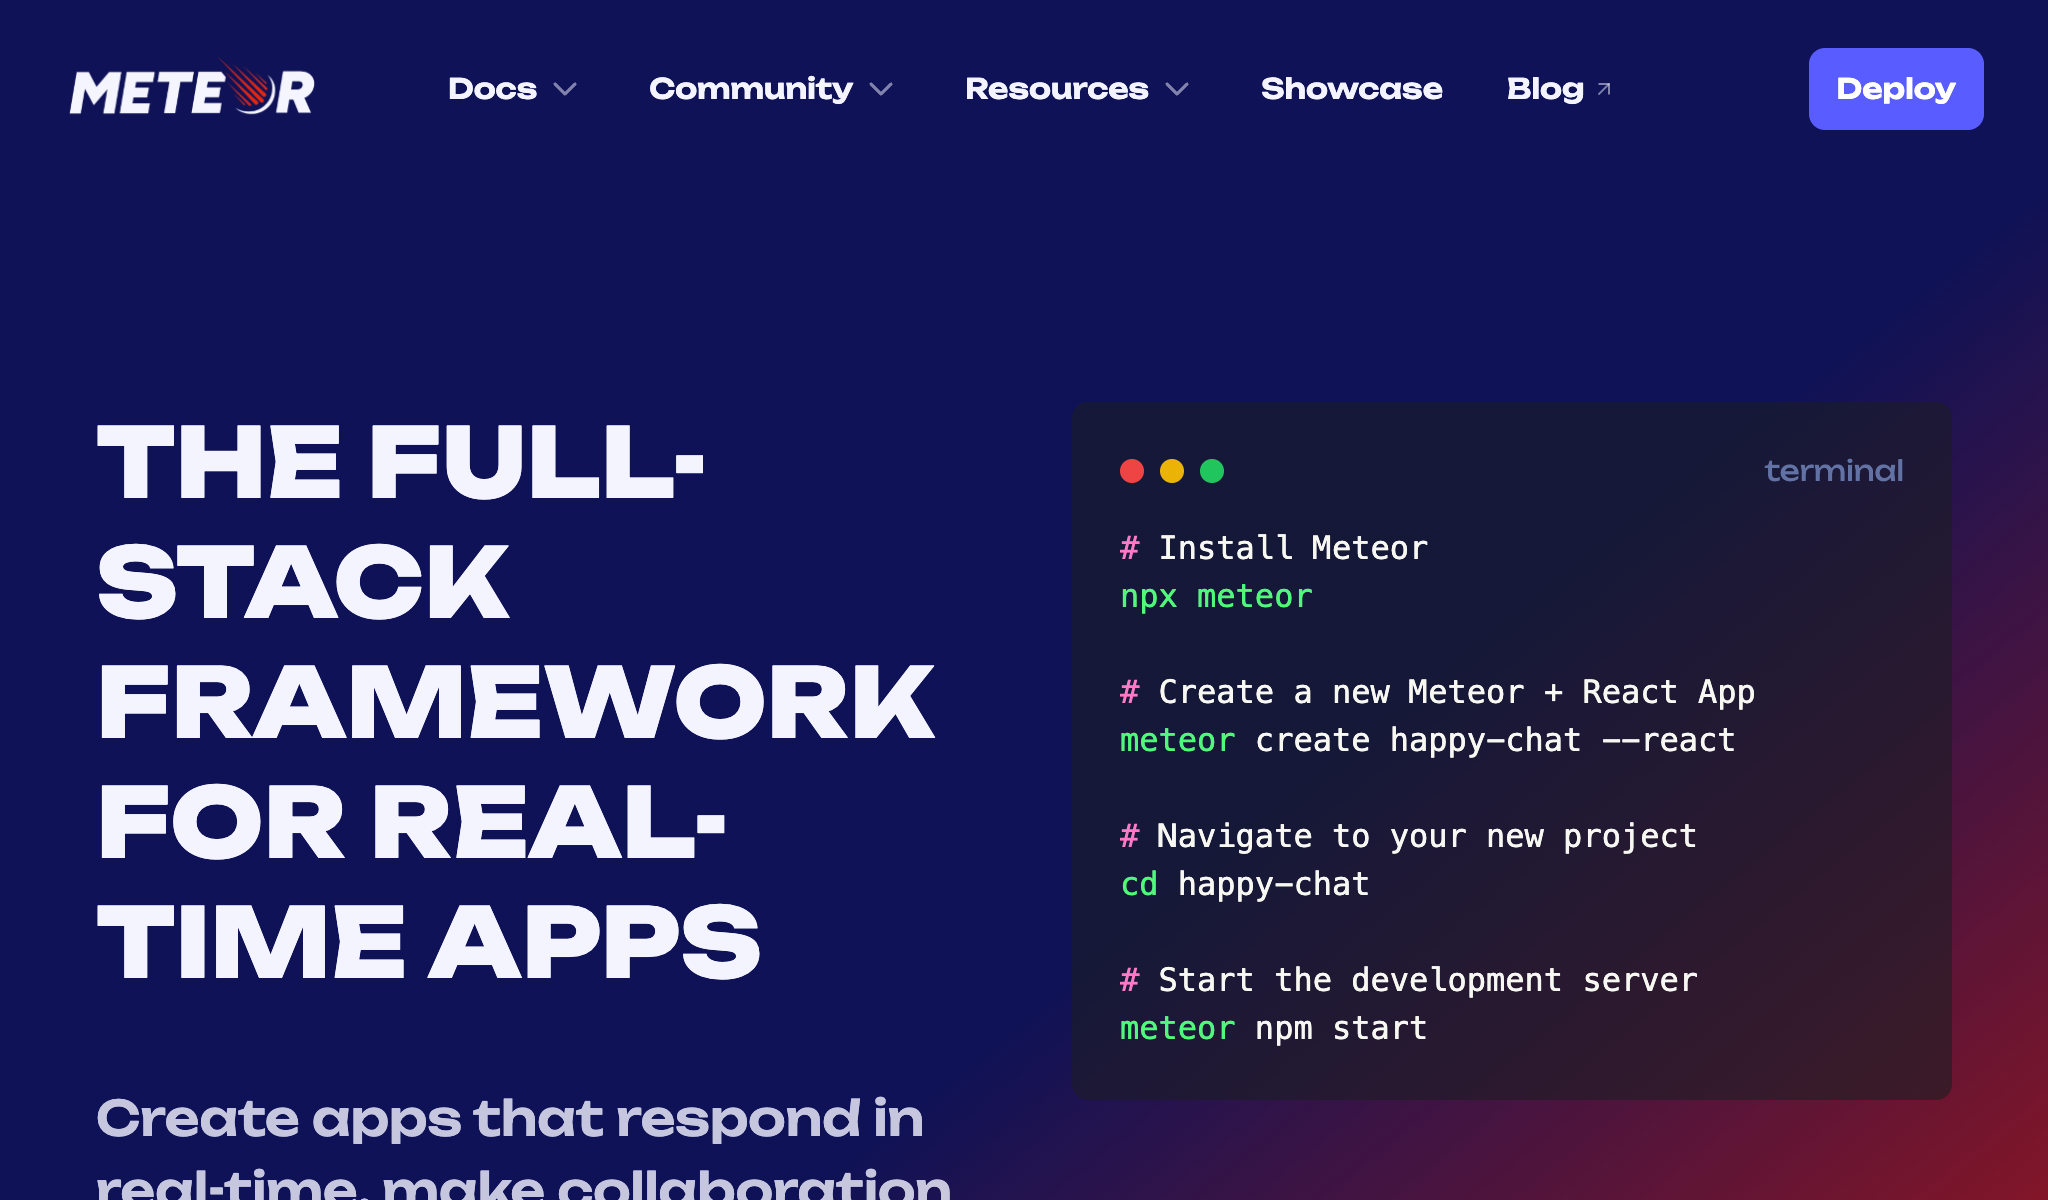 METEOR
Docs
Community
Resources
Showcase
Blog
Deploy
THE FULL-
STACK
FRAMEWORK
FOR REAL-
TIME APPS
Create apps that respond in
real-time, make collaboration
terminal
# Install Meteor
npx meteor
# Create a new Meteor + React App
meteor create happy-chat --react
# Navigate to your new project
cd happy-chat
# Start the development server
meteor npm start